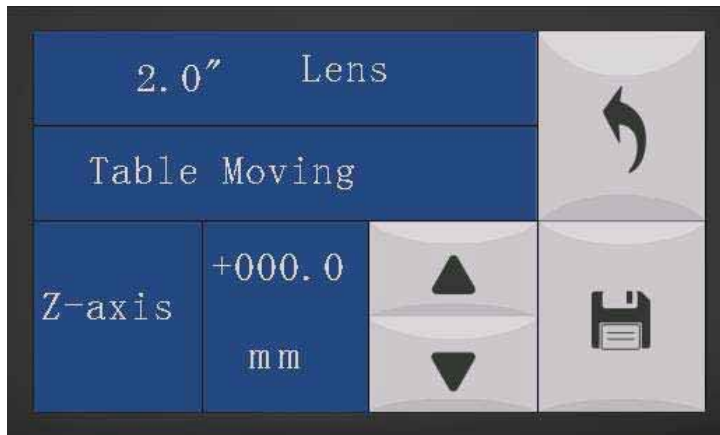 2.0″ Lens
Table Moving
Z-axis
+000.0
mm